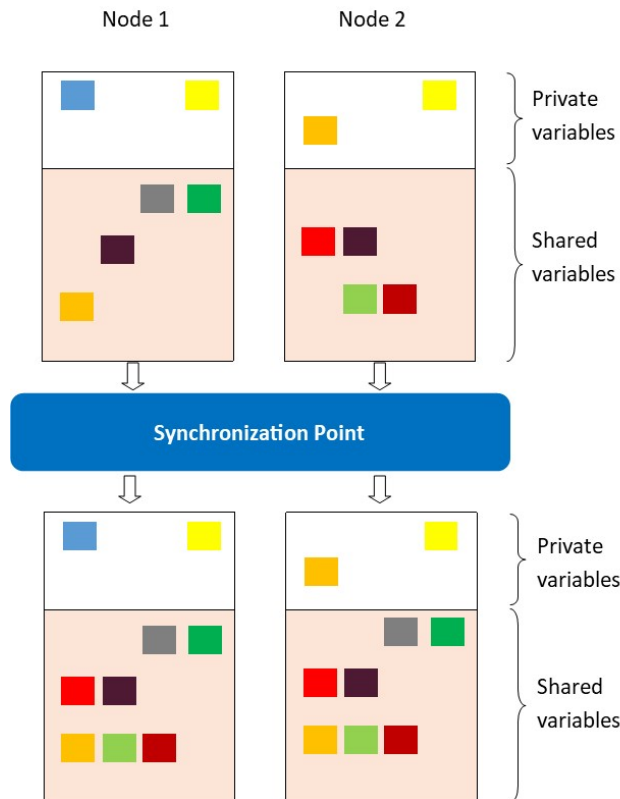 Node 1
Node 2
Private
variables
Shared
variables
Synchronization Point
Private
variables
Shared
variables